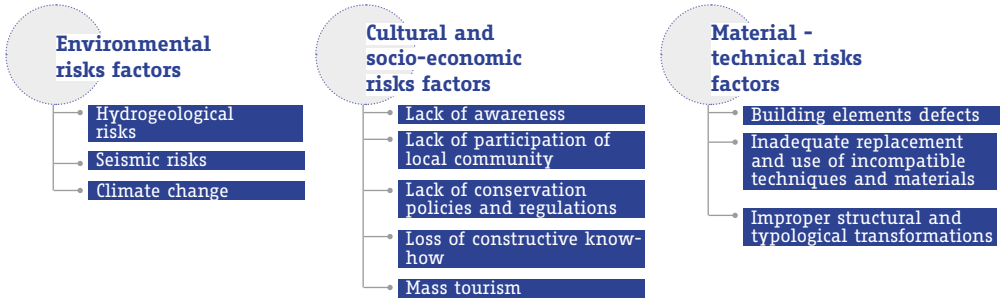 Environmental
risks factors
Hydrogeological
risks
Seismic risks
Climate change
Cultural and
socio-economic
risks factors
Lack of awareness
Lack of participation of
local community
Lack of conservation
policies and regulations
Loss of constructive know-
how
Mass tourism
Material -
technical risks
factors
Building elements defects
Inadequate replacement
and use of incompatible
techniques and materials
Improper structural and
typological transformations